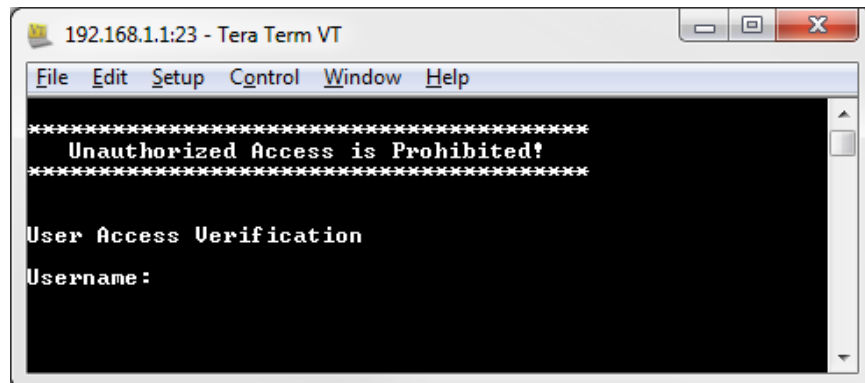 192.168.1.1:23 - Tera Term VT
File Edit Setup Control Window Help
****************************************
Unauthorized Access is Prohibited!
****************************************
User Access Verification
Username: